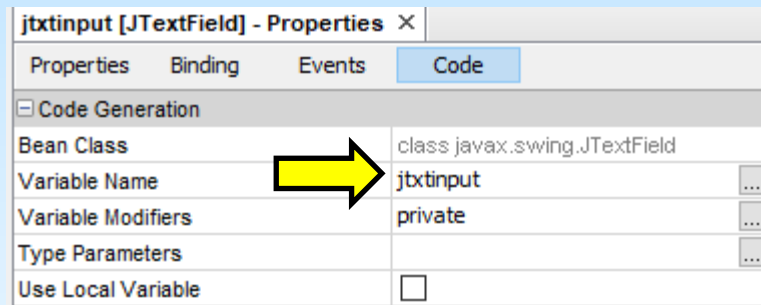 jtxtinput [JTextField] - Properties ×
Properties Binding Events Code
Code Generation
Bean Class class javax.swing.JTextField
Variable Name jtxtinput ...
Variable Modifiers private ...
Type Parameters ...
Use Local Variable